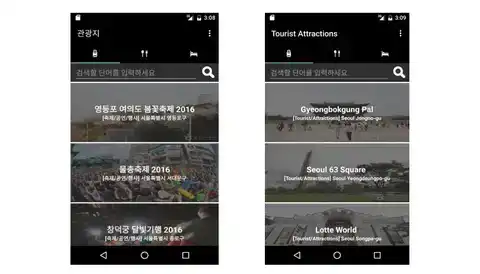 3:08
관광지
검색할 단어를 입력하세요
영등포 여의도 봄꽃축제 2016
[축제/공연/행사] 서울특별시 영등포구
물총축제 2016
[축제/공연/행사] 서울특별시 서대문구
창덕궁 달빛기행 2016
[축제/공연/행사] 서울특별시 종로구
3:09
Tourist Attractions
검색할 단어를 입력하세요
Gyeongbokgung Pal
[Tourist/Attractions] Seoul Jongno-gu
Seoul 63 Square
[Tourist/Attractions] Seoul Yeongdeungpo-gu
Lotte World
[Tourist/Attractions] Seoul Songpa-gu